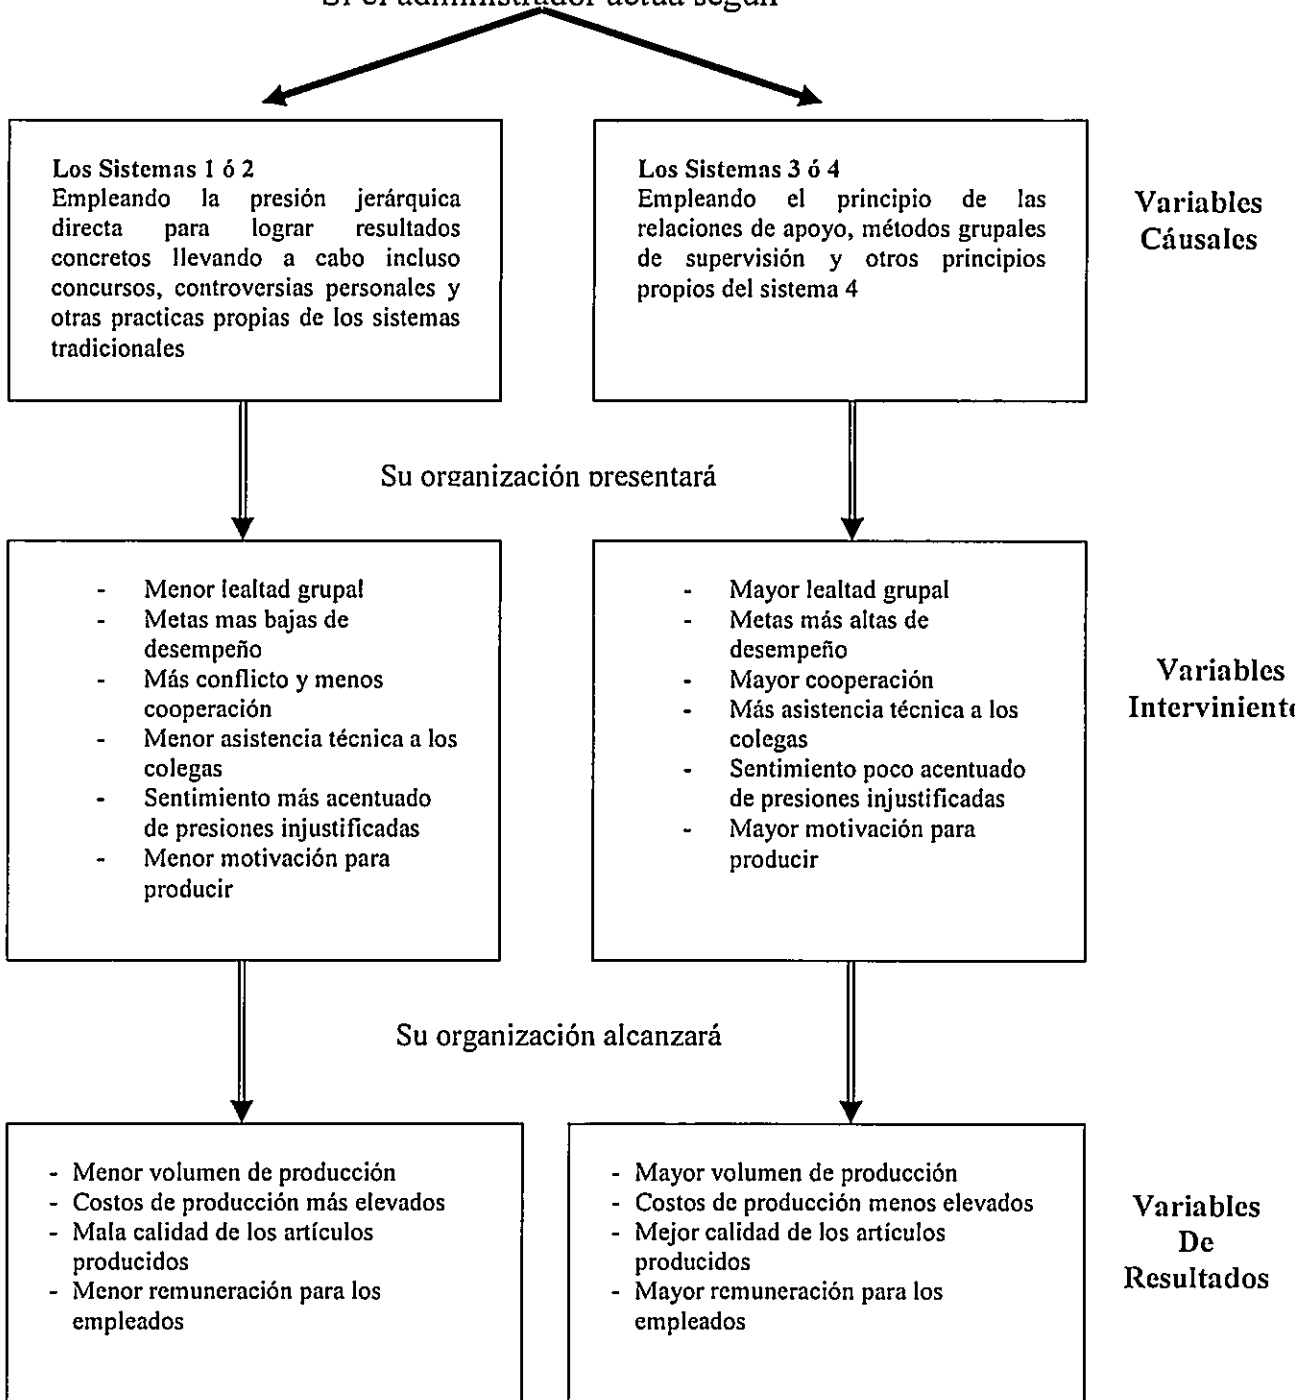 Si el administrador actúa según
Los Sistemas 1 ó 2
Empleando la presión jerárquica
directa para lograr resultados
concretos llevando a cabo incluso
concursos, controversias personales y
otras practicas propias de los sistemas
tradicionales
Los Sistemas 3 ó 4
Empleando el principio de las
relaciones de apoyo, métodos grupales
de supervisión y otros principios
propios del sistema 4
Variables
Cáusales
Su organización presentará
- Menor lealtad grupal
- Metas mas bajas de
desempeño
- Más conflicto y menos
cooperación
- Menor asistencia técnica a los
colegas
- Sentimiento más acentuado
de presiones injustificadas
- Menor motivación para
producir
- Mayor lealtad grupal
- Metas más altas de
desempeño
- Mayor cooperación
- Más asistencia técnica a los
colegas
- Sentimiento poco acentuado
de presiones injustificadas
- Mayor motivación para
producir
Variables
Interviniente
Su organización alcanzará
- Menor volumen de producción
- Costos de producción más elevados
- Mala calidad de los artículos
producidos
- Menor remuneración para los
empleados
- Mayor volumen de producción
- Costos de producción menos elevados
- Mejor calidad de los artículos
producidos
- Mayor remuneración para los
empleados
Variables
De
Resultados